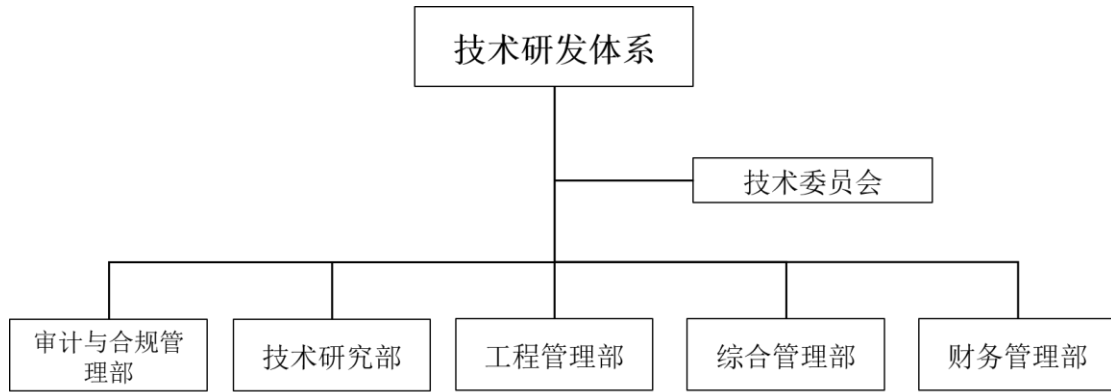 技术研发体系
技术委员会
审计与合规管
理部
技术研究部
工程管理部
综合管理部
财务管理部